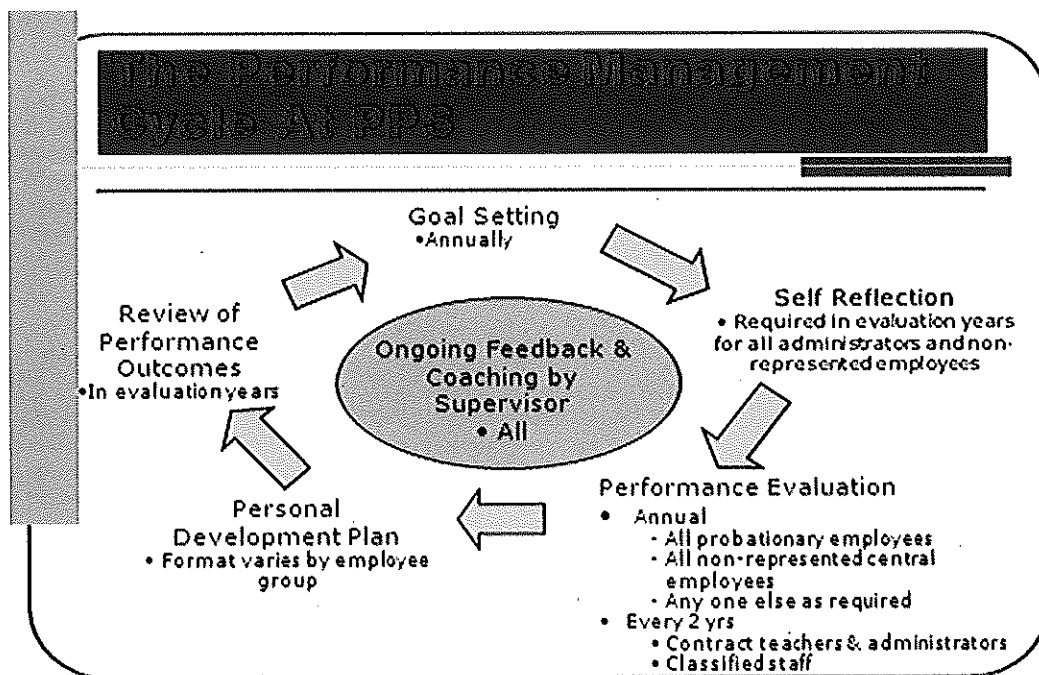 The Performance Management
Cycle At PPS
Goal Setting
•Annually
Self Reflection
• Required in evaluation years
for all administrators and non-
represented employees
Performance Evaluation
• Annual
- All probationary employees
- All non-represented central
employees
- Any one else as required
• Every 2 yrs
• Contract teachers & administrators
• Classified staff
Personal
Development Plan
• Format varies by employee
group
Review of
Performance
Outcomes
•In evaluation years
Ongoing Feedback &
Coaching by
Supervisor
• All